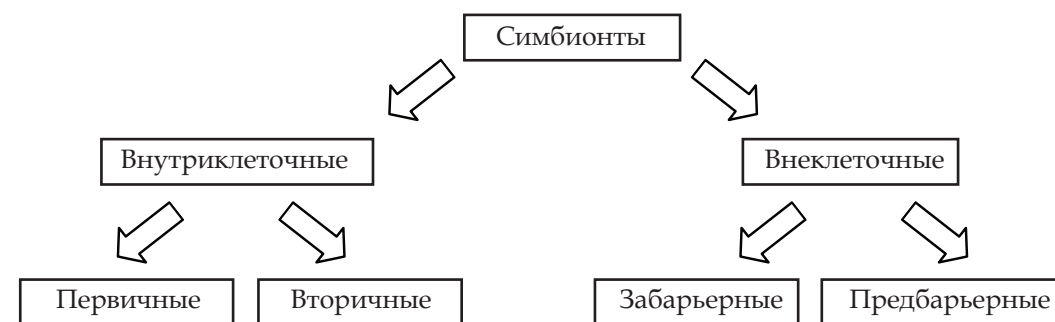 Симбионты
Внутриклеточные Внеклеточные
Первичные Вторичные Забарьерные Предбарьерные